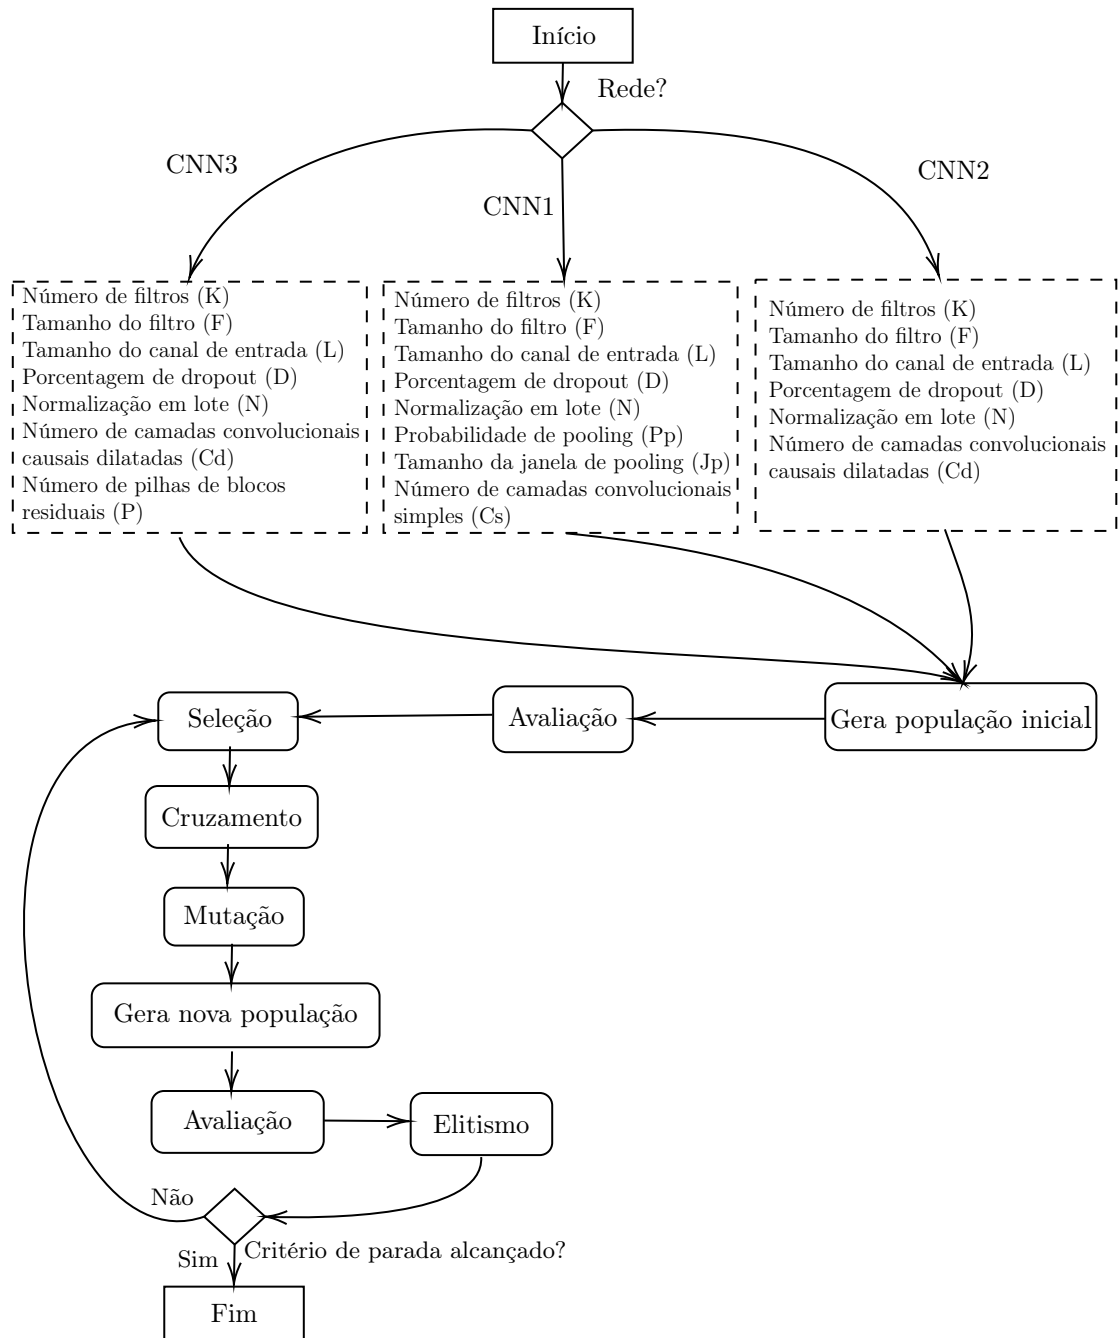 Início
Rede?
CNN3
CNN1
CNN2
Número de filtros (K)
Tamanho do filtro (F)
Tamanho do canal de entrada (L)
Porcentagem de dropout (D)
Normalização em lote (N)
Número de camadas convolucionais
causais dilatadas (Cd)
Número de pilhas de blocos
residuais (P)
Número de filtros (K)
Tamanho do filtro (F)
Tamanho do canal de entrada (L)
Porcentagem de dropout (D)
Normalização em lote (N)
Probabilidade de pooling (Pp)
Tamanho da janela de pooling (Jp)
Número de camadas convolucionais
simples (Cs)
Número de filtros (K)
Tamanho do filtro (F)
Tamanho do canal de entrada (L)
Porcentagem de dropout (D)
Normalização em lote (N)
Número de camadas convolucionais
causais dilatadas (Cd)
Gera população inicial
Avaliação
Seleção
Cruzamento
Mutação
Gera nova população
Avaliação
Elitismo
Não
Critério de parada alcançado?
Sim
Fim